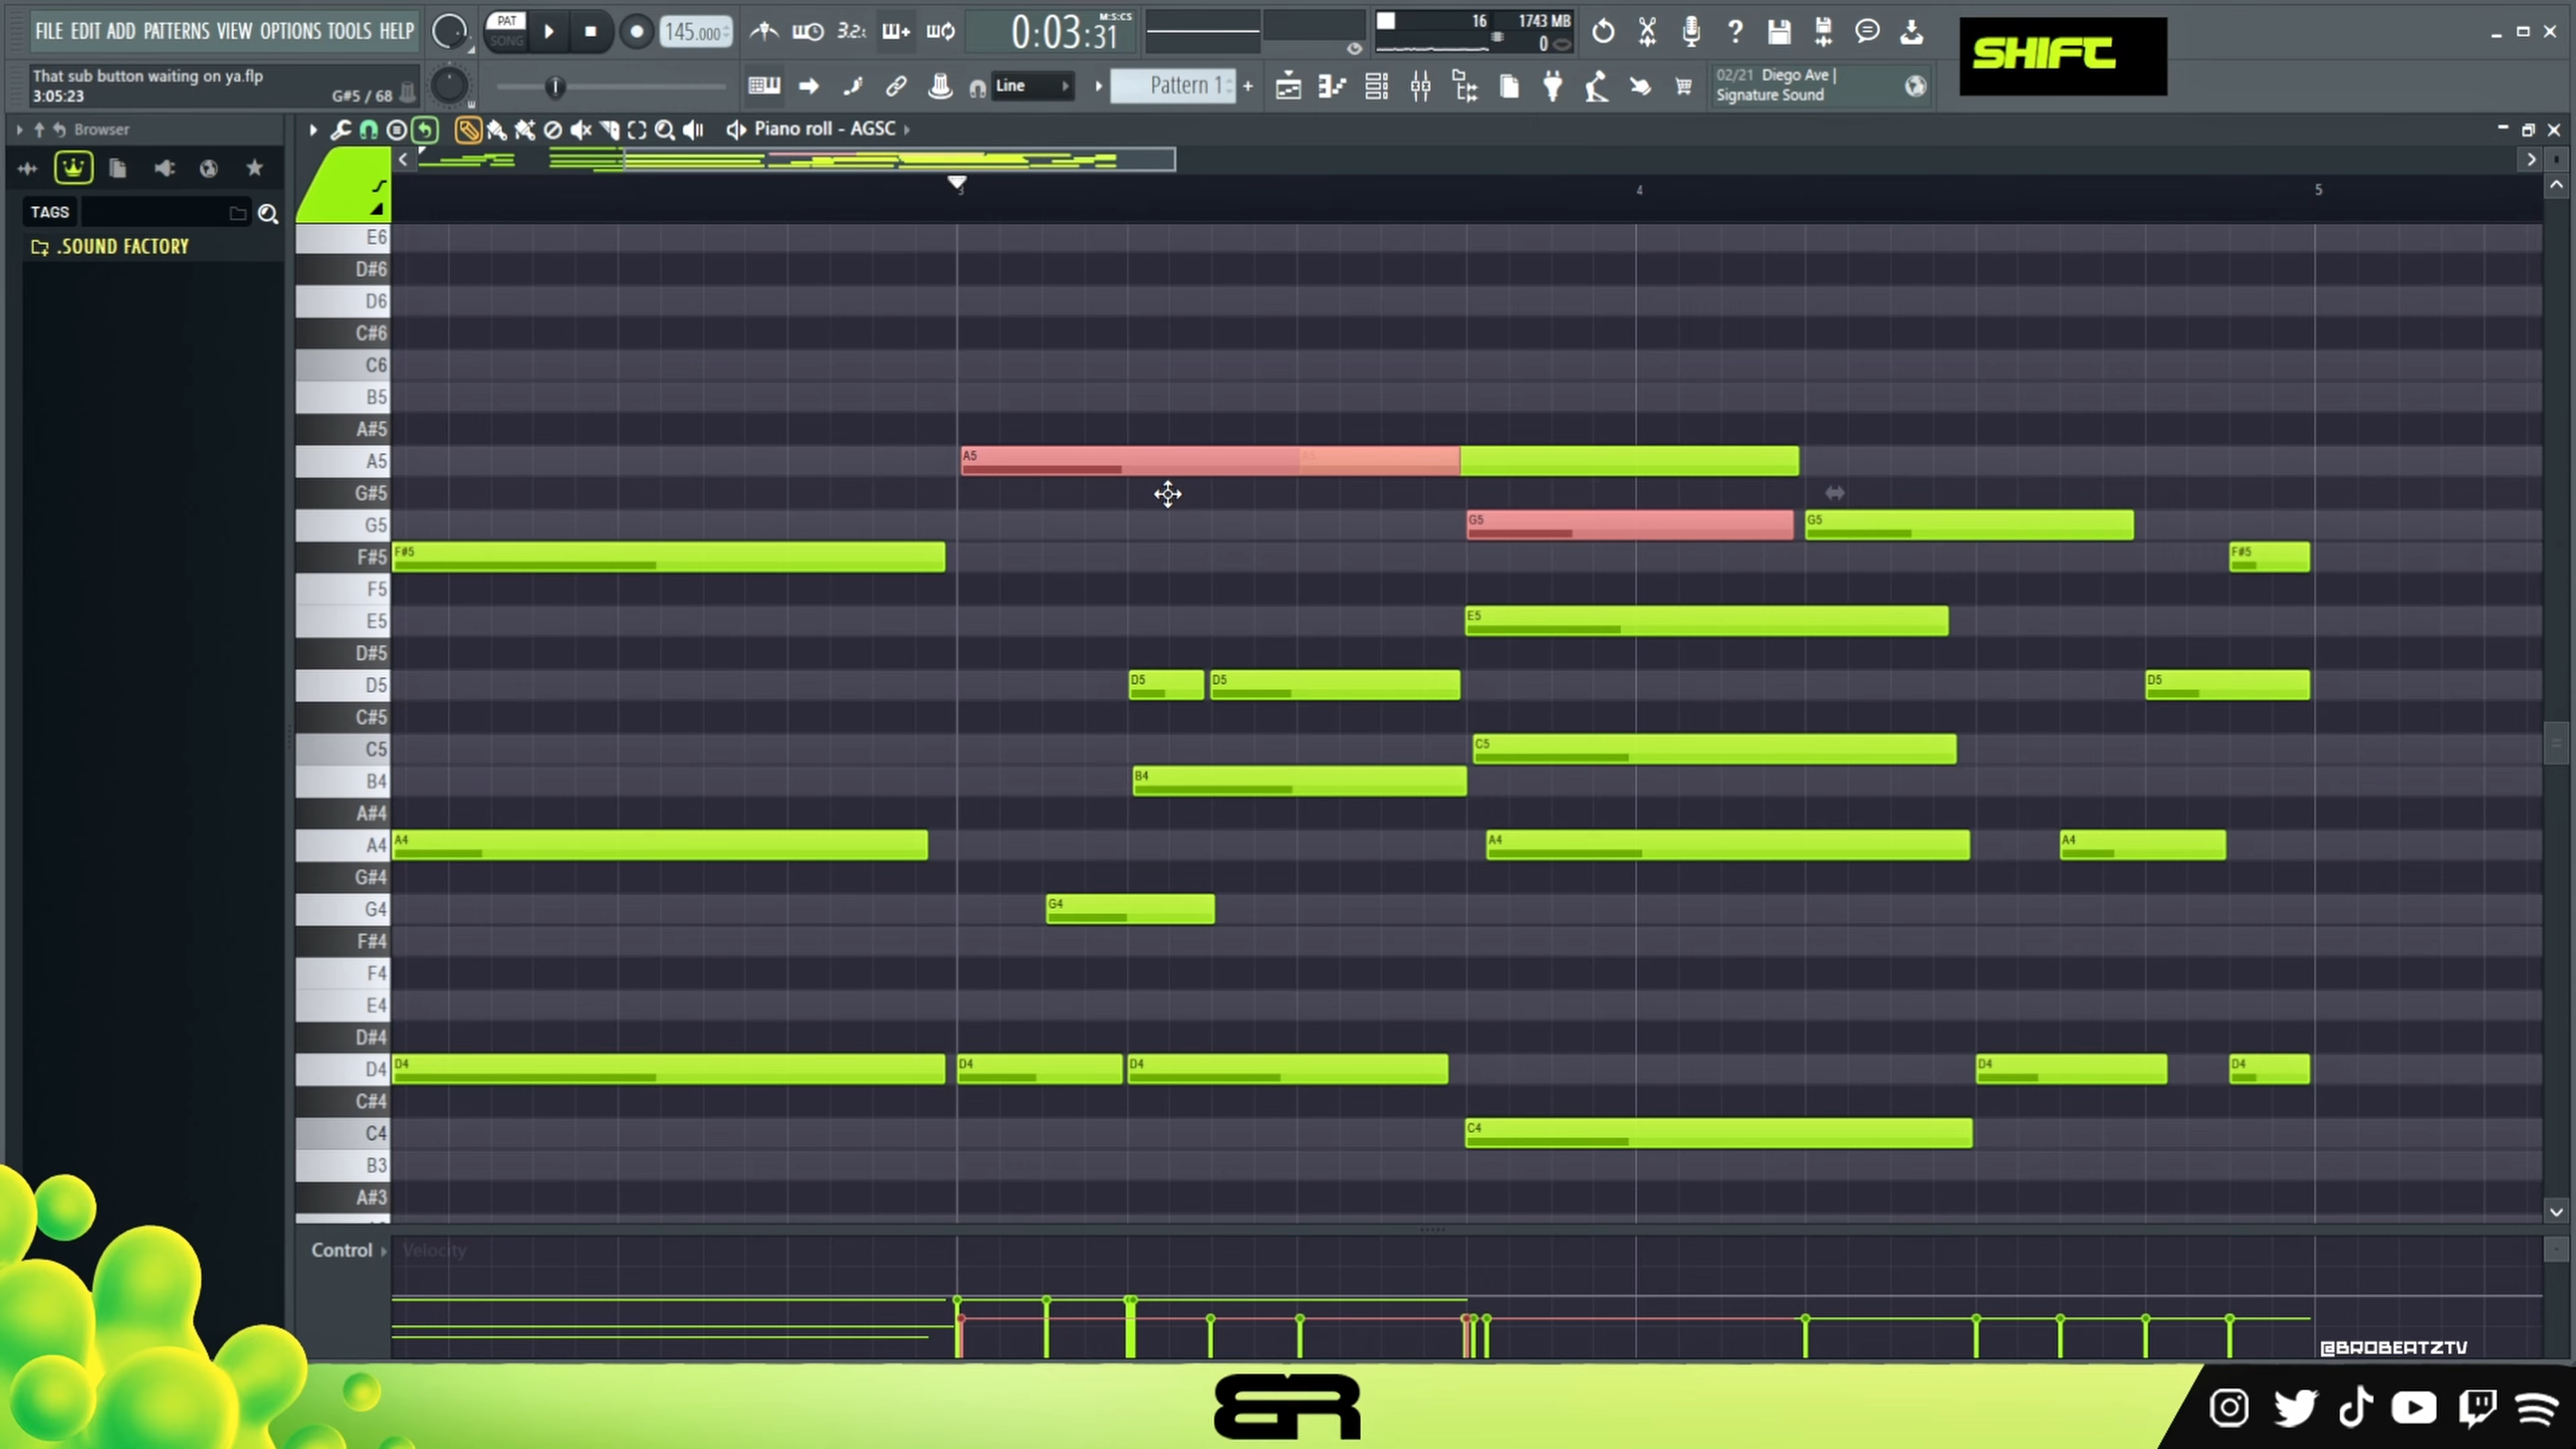 FILE EDIT ADD PATTERNS VIEW OPTIONS TOOLS HELP
PAT
SONG
145.000
3.2.
0:03:31
M:S:CS
16
1743 MB
0
SHIFT
That sub button waiting on ya.flp
3:05:23
G#5 / 68
Line
Pattern 1
02/21 Diego Ave |
Signature Sound
Browser
Piano roll - AGSC
TAGS
.SOUND FACTORY
3
4
5
E6
D#6
D6
C#6
C6
B5
A#5
A5
A5
A5
G#5
G5
G5
G5
F#5
F#5
F#5
F5
E5
E5
D#5
D5
D5
D5
D5
C#5
C5
C5
B4
B4
A#4
A4
A4
A4
A4
G#4
G4
G4
F#4
F4
E4
D#4
D4
D4
D4
D4
D4
D4
C#4
C4
C4
B3
A#3
Control
Velocity
@BROBEATZTV
BR